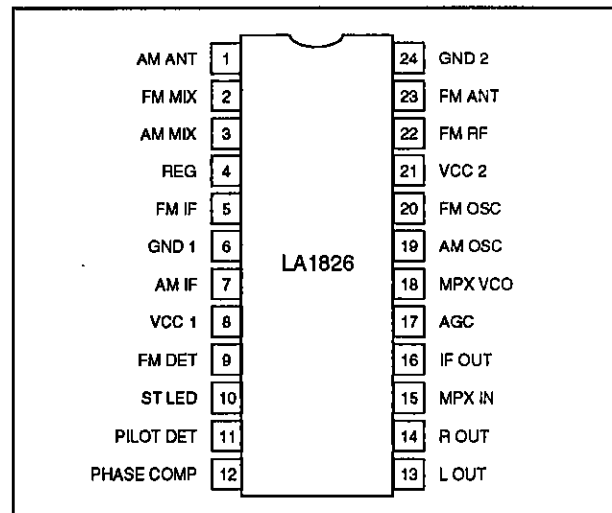 AM ANT 1 24 GND 2
FM MIX 2 23 FM ANT
AM MIX 3 22 FM RF
REG 4 21 VCC 2
FM IF 5 20 FM OSC
GND 1 6 19 AM OSC
LA1826
AM IF 7 18 MPX VCO
VCC 1 8 17 AGC
FM DET 9 16 IF OUT
ST LED 10 15 MPX IN
PILOT DET 11 14 R OUT
PHASE COMP 12 13 L OUT